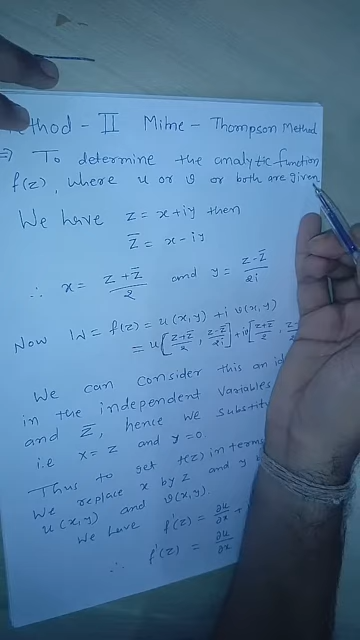 thod - II Milne - Thompson Method
⇒ To determine the analytic function
f(z), where u or v or both are given
We have z = x+iy then
z̄ = x-iy
∴ x = (z+z̄)/2 and y = (z-z̄)/2i
Now W = f(z) = u(x,y) + i v(x,y)
= u[(z+z̄)/2, (z-z̄)/2i] + iv[(z+z̄)/2,
We can consider this an id
in the independent variables
and z̄, hence we substit
i.e x = z and y = 0.
Thus to get f(z) in terms
We replace x by z and y
u(x,y) and v(x,y).
We have f'(z) = ∂u/∂x +
∴ f'(z) = ∂u/∂x